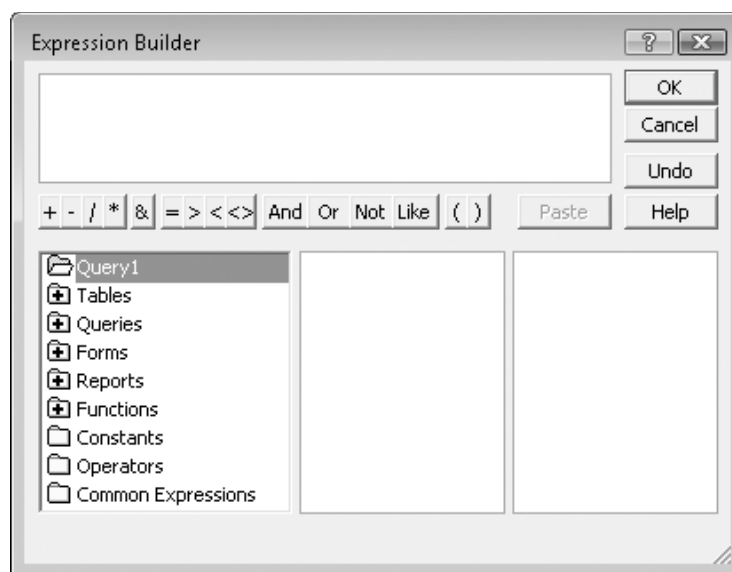 Expression Builder ? X
OK
Cancel
Undo
+ - / * & = > < <> And Or Not Like ( ) Paste Help
Query1
Tables
Queries
Forms
Reports
Functions
Constants
Operators
Common Expressions